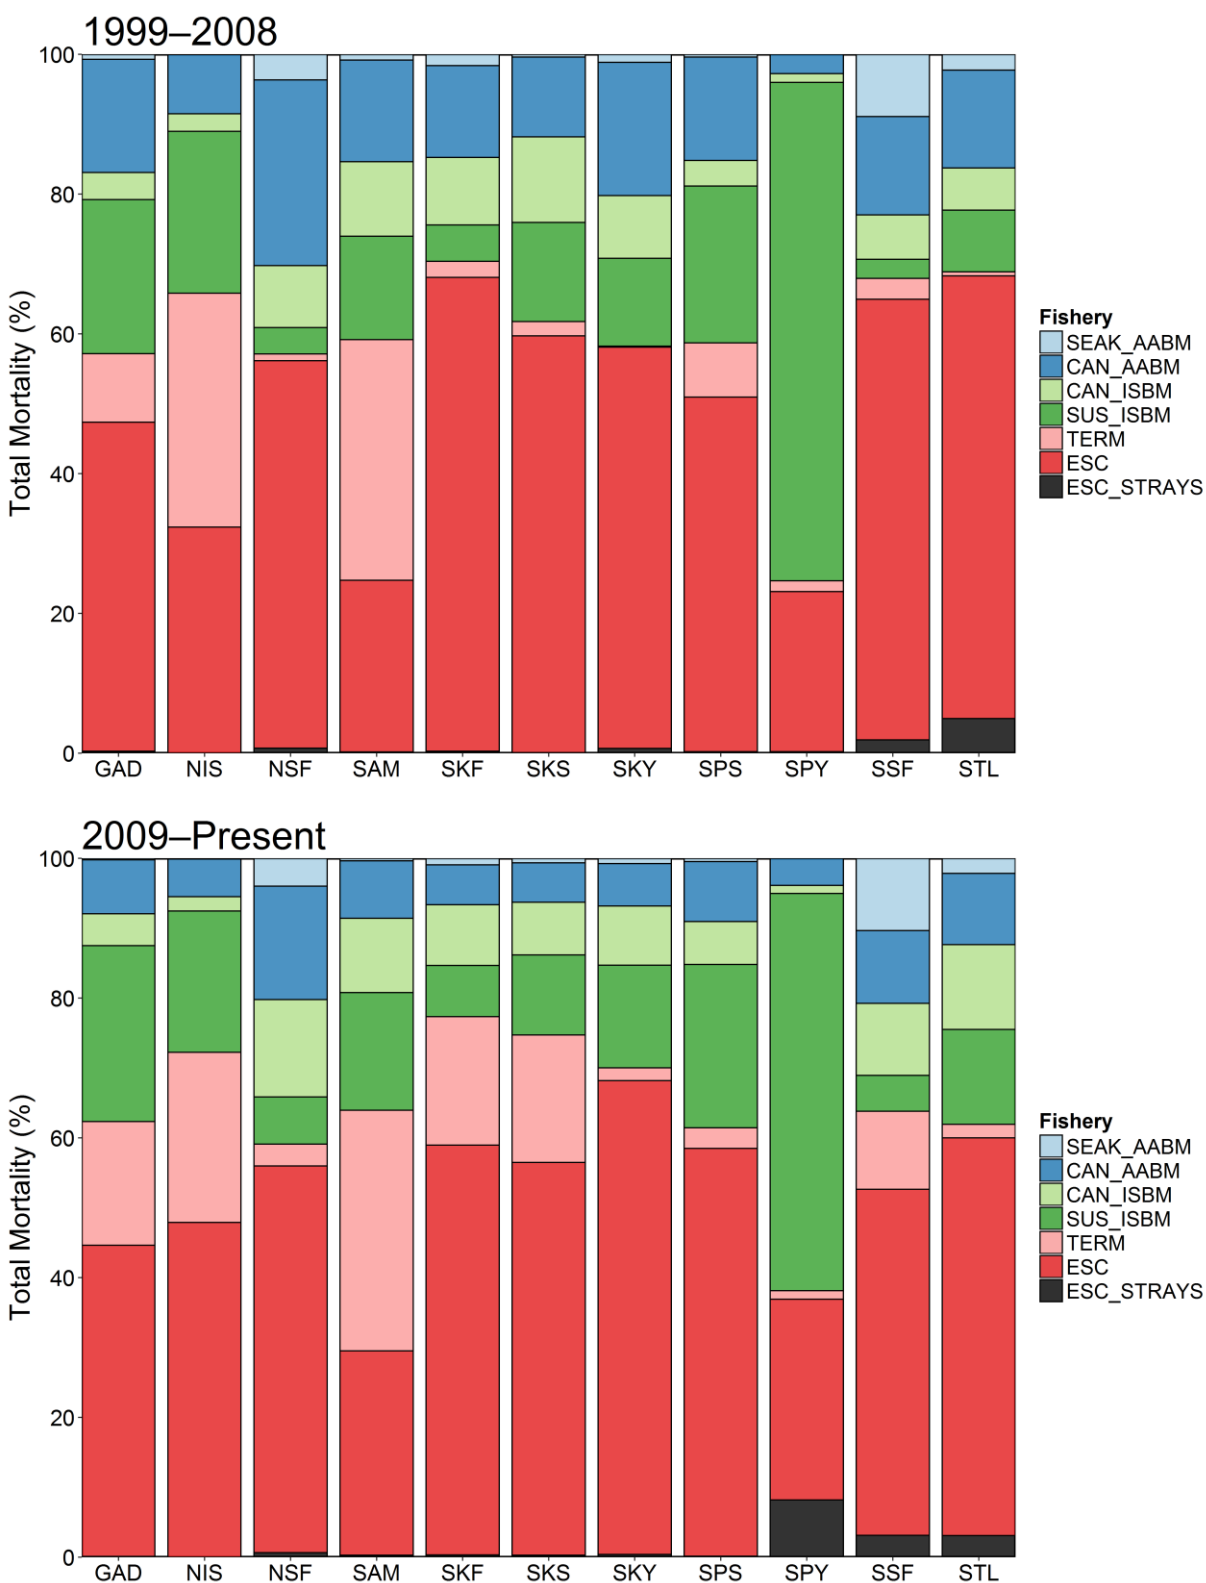 1999–2008
100
80
60
40
20
0
Total Mortality (%)
GAD NIS NSF SAM SKF SKS SKY SPS SPY SSF STL
Fishery
SEAK_AABM
CAN_AABM
CAN_ISBM
SUS_ISBM
TERM
ESC
ESC_STRAYS
2009–Present
100
80
60
40
20
0
Total Mortality (%)
GAD NIS NSF SAM SKF SKS SKY SPS SPY SSF STL
Fishery
SEAK_AABM
CAN_AABM
CAN_ISBM
SUS_ISBM
TERM
ESC
ESC_STRAYS